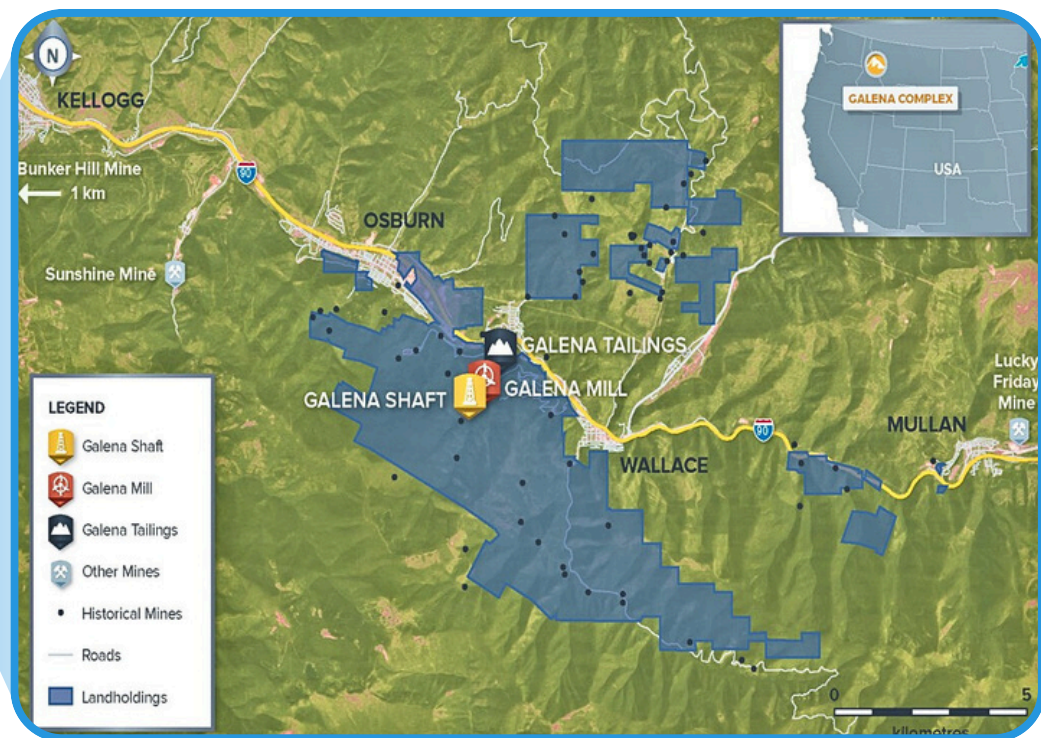 N
KELLOGG
Bunker Hill Mine
1 km
90
OSBURN
Sunshine Mine
GALENA COMPLEX
USA
GALENA TAILINGS
GALENA MILL
GALENA SHAFT
Lucky
Friday
Mine
90
MULLAN
WALLACE
LEGEND
Galena Shaft
Galena Mill
Galena Tailings
Other Mines
Historical Mines
Roads
Landholdings
0 5
kilometres